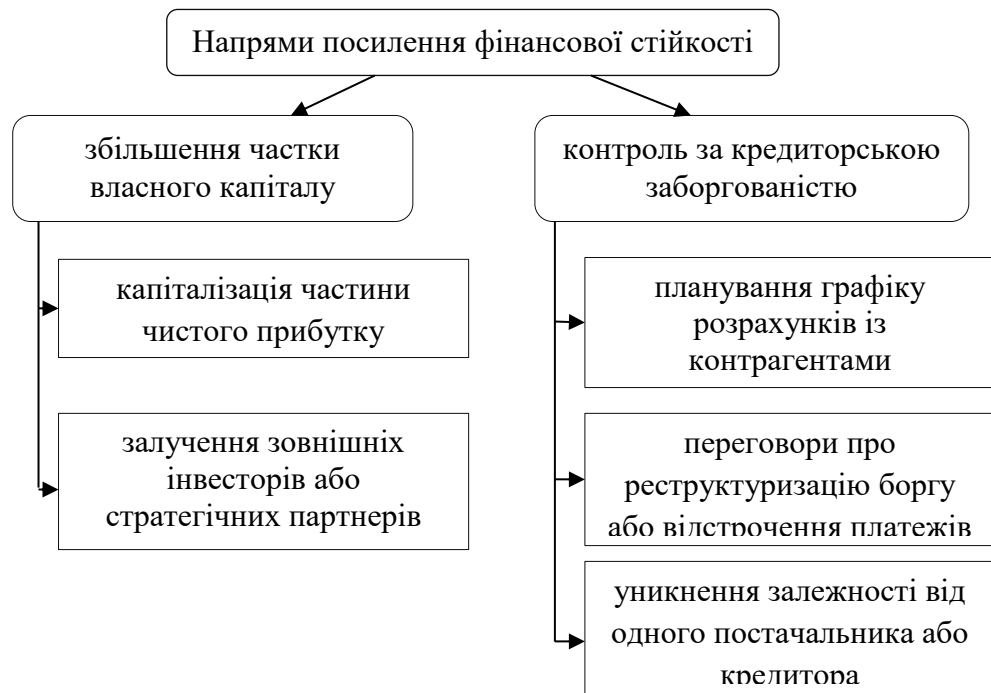 Напрями посилення фінансової стійкості
збільшення частки
власного капіталу
капіталізація частини
чистого прибутку
залучення зовнішніх
інвесторів або
стратегічних партнерів
контроль за кредиторською
заборгованістю
планування графіку
розрахунків із
контрагентами
переговори про
реструктуризацію боргу
або відстрочення платежів
уникнення залежності від
одного постачальника або
кредитора